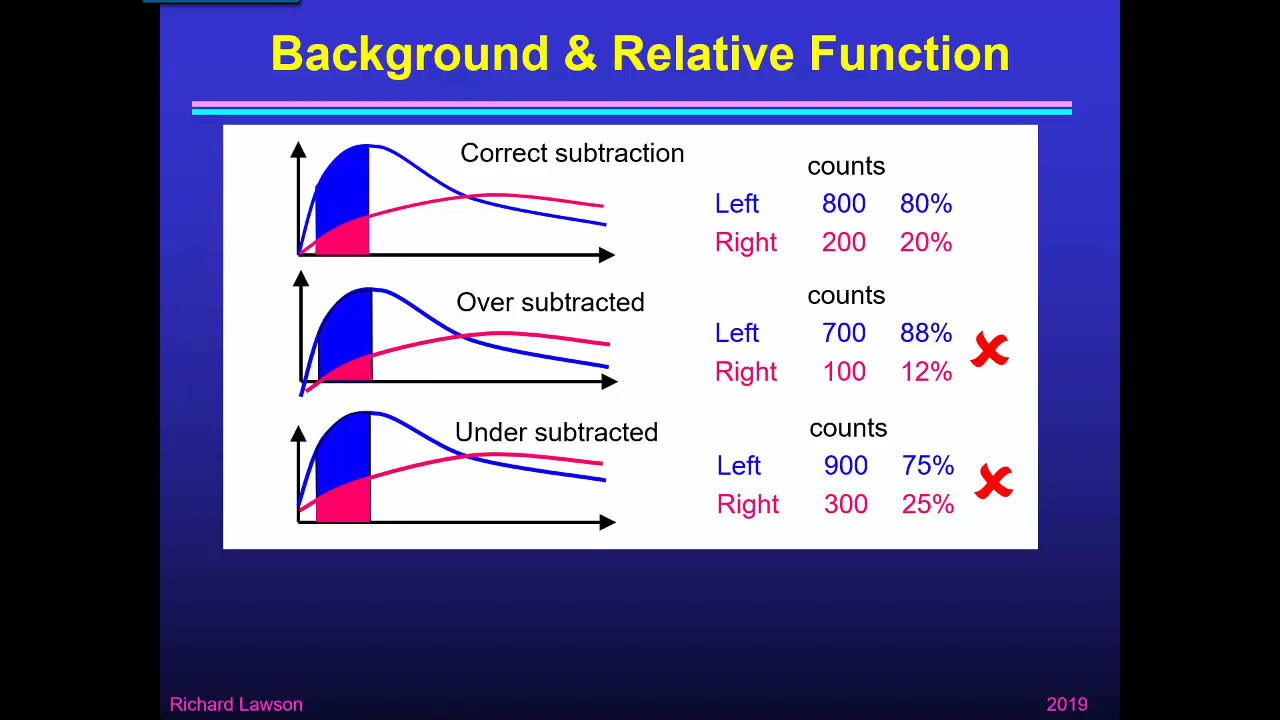 Background & Relative Function
Correct subtraction
counts
Left 800 80%
Right 200 20%
Over subtracted
counts
Left 700 88%
Right 100 12%
Under subtracted
counts
Left 900 75%
Right 300 25%
Richard Lawson
2019